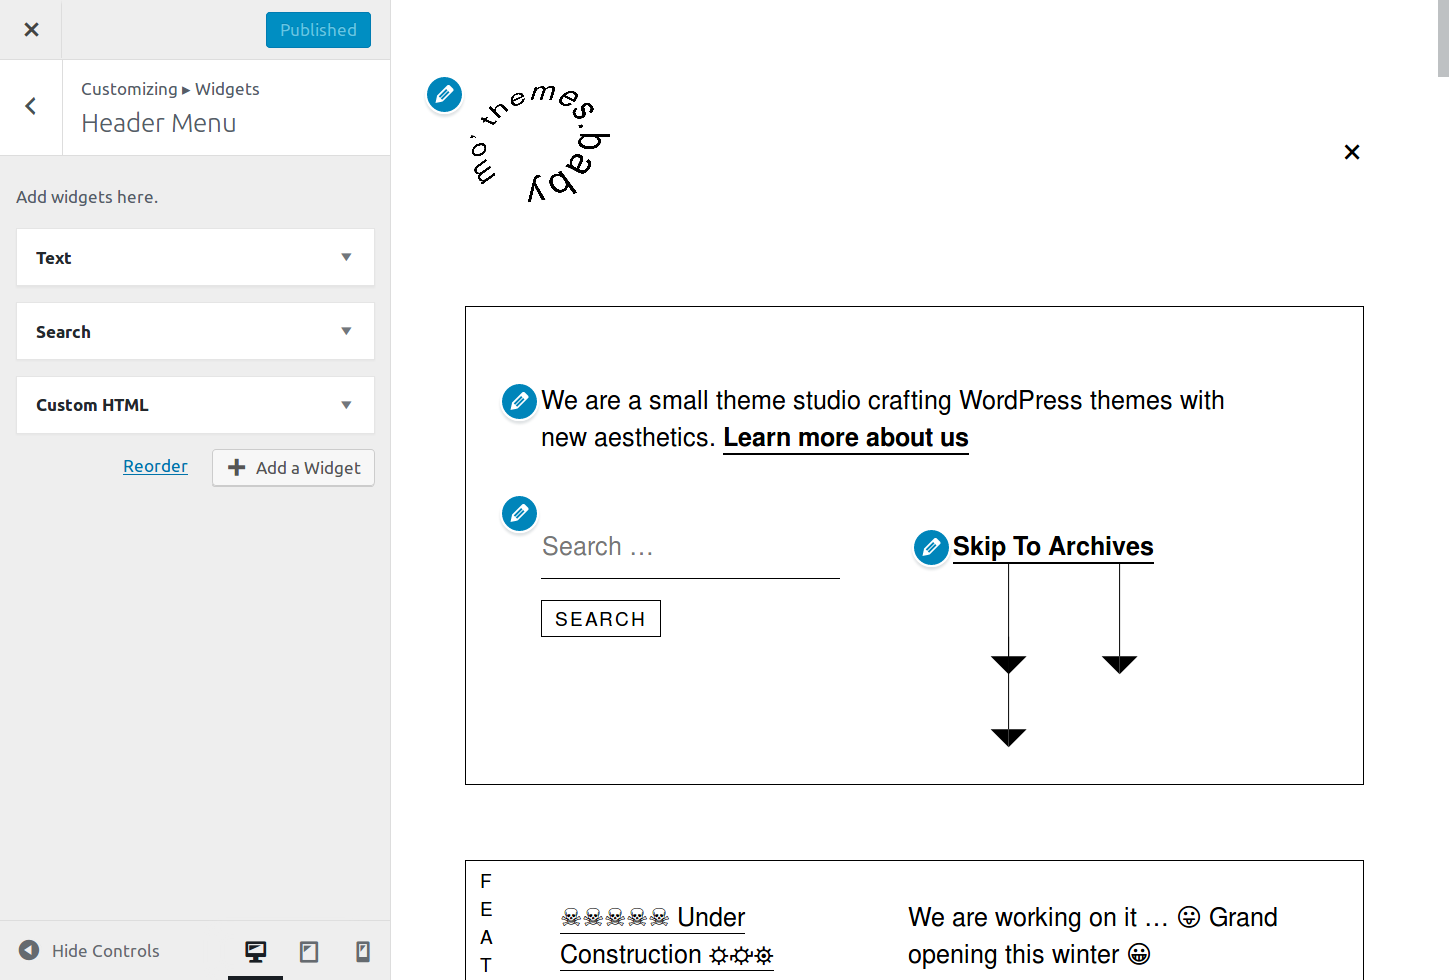 Published
Customizing ▸ Widgets
Header Menu
Add widgets here.
Text
Search
Custom HTML
Reorder
Add a Widget
Hide Controls
mo' themes.baby
We are a small theme studio crafting WordPress themes with
new aesthetics. Learn more about us
Search …
SEARCH
Skip To Archives
F
E
A
T
☠☠☠☠☠ Under
Construction ⛭⛮⛯
We are working on it … 😜 Grand
opening this winter 😀